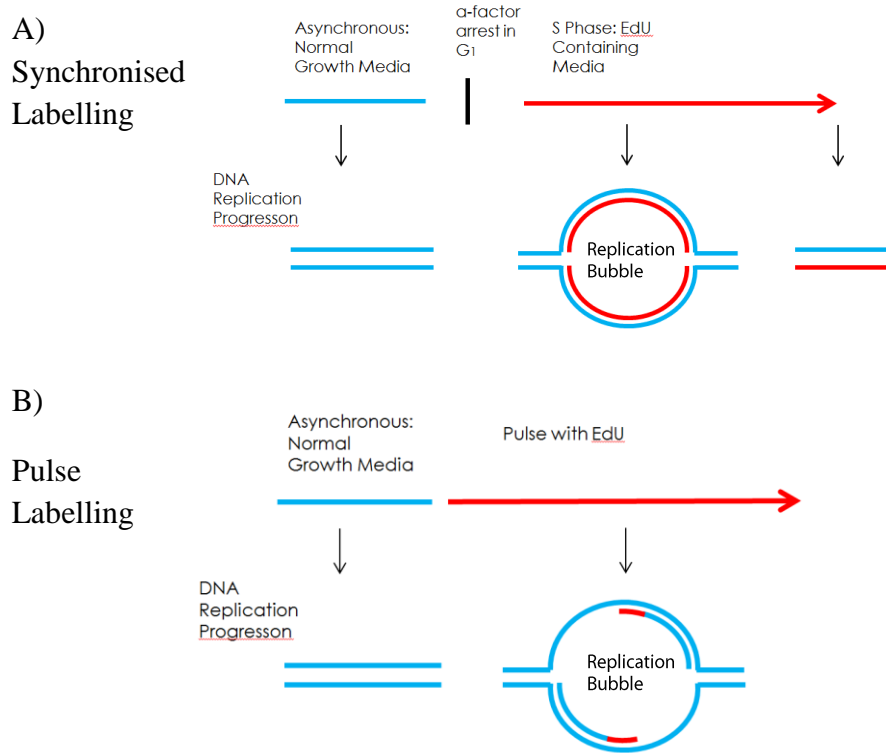 A)
Synchronised
Labelling
Asynchronous:
Normal
Growth Media
α-factor
arrest in
G1
S Phase: EdU
Containing
Media
DNA
Replication
Progresson
Replication
Bubble
B)
Pulse
Labelling
Asynchronous:
Normal
Growth Media
Pulse with EdU
DNA
Replication
Progresson
Replication
Bubble